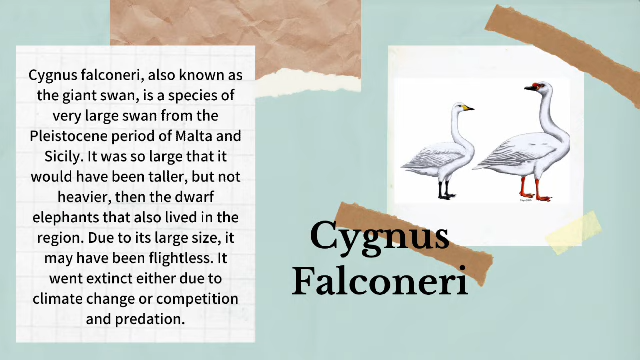 Cygnus falconeri, also known as
the giant swan, is a species of
very large swan from the
Pleistocene period of Malta and
Sicily. It was so large that it
would have been taller, but not
heavier, then the dwarf
elephants that also lived in the
region. Due to its large size, it
may have been flightless. It
went extinct either due to
climate change or competition
and predation.
Cygnus
Falconeri